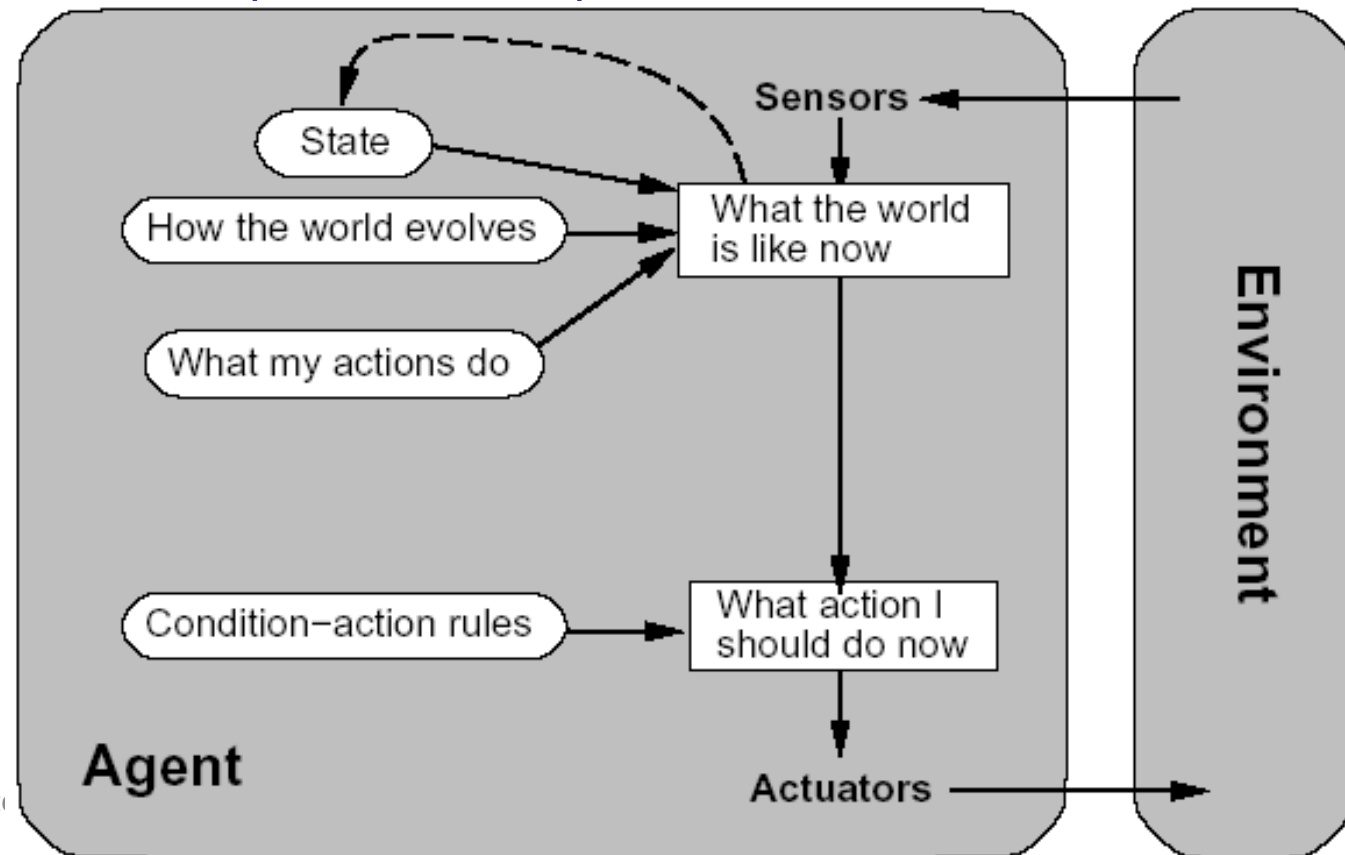 Sensors
State
What the world
is like now
How the world evolves
What my actions do
Environment
Condition−action rules
What action I
should do now
Agent
Actuators